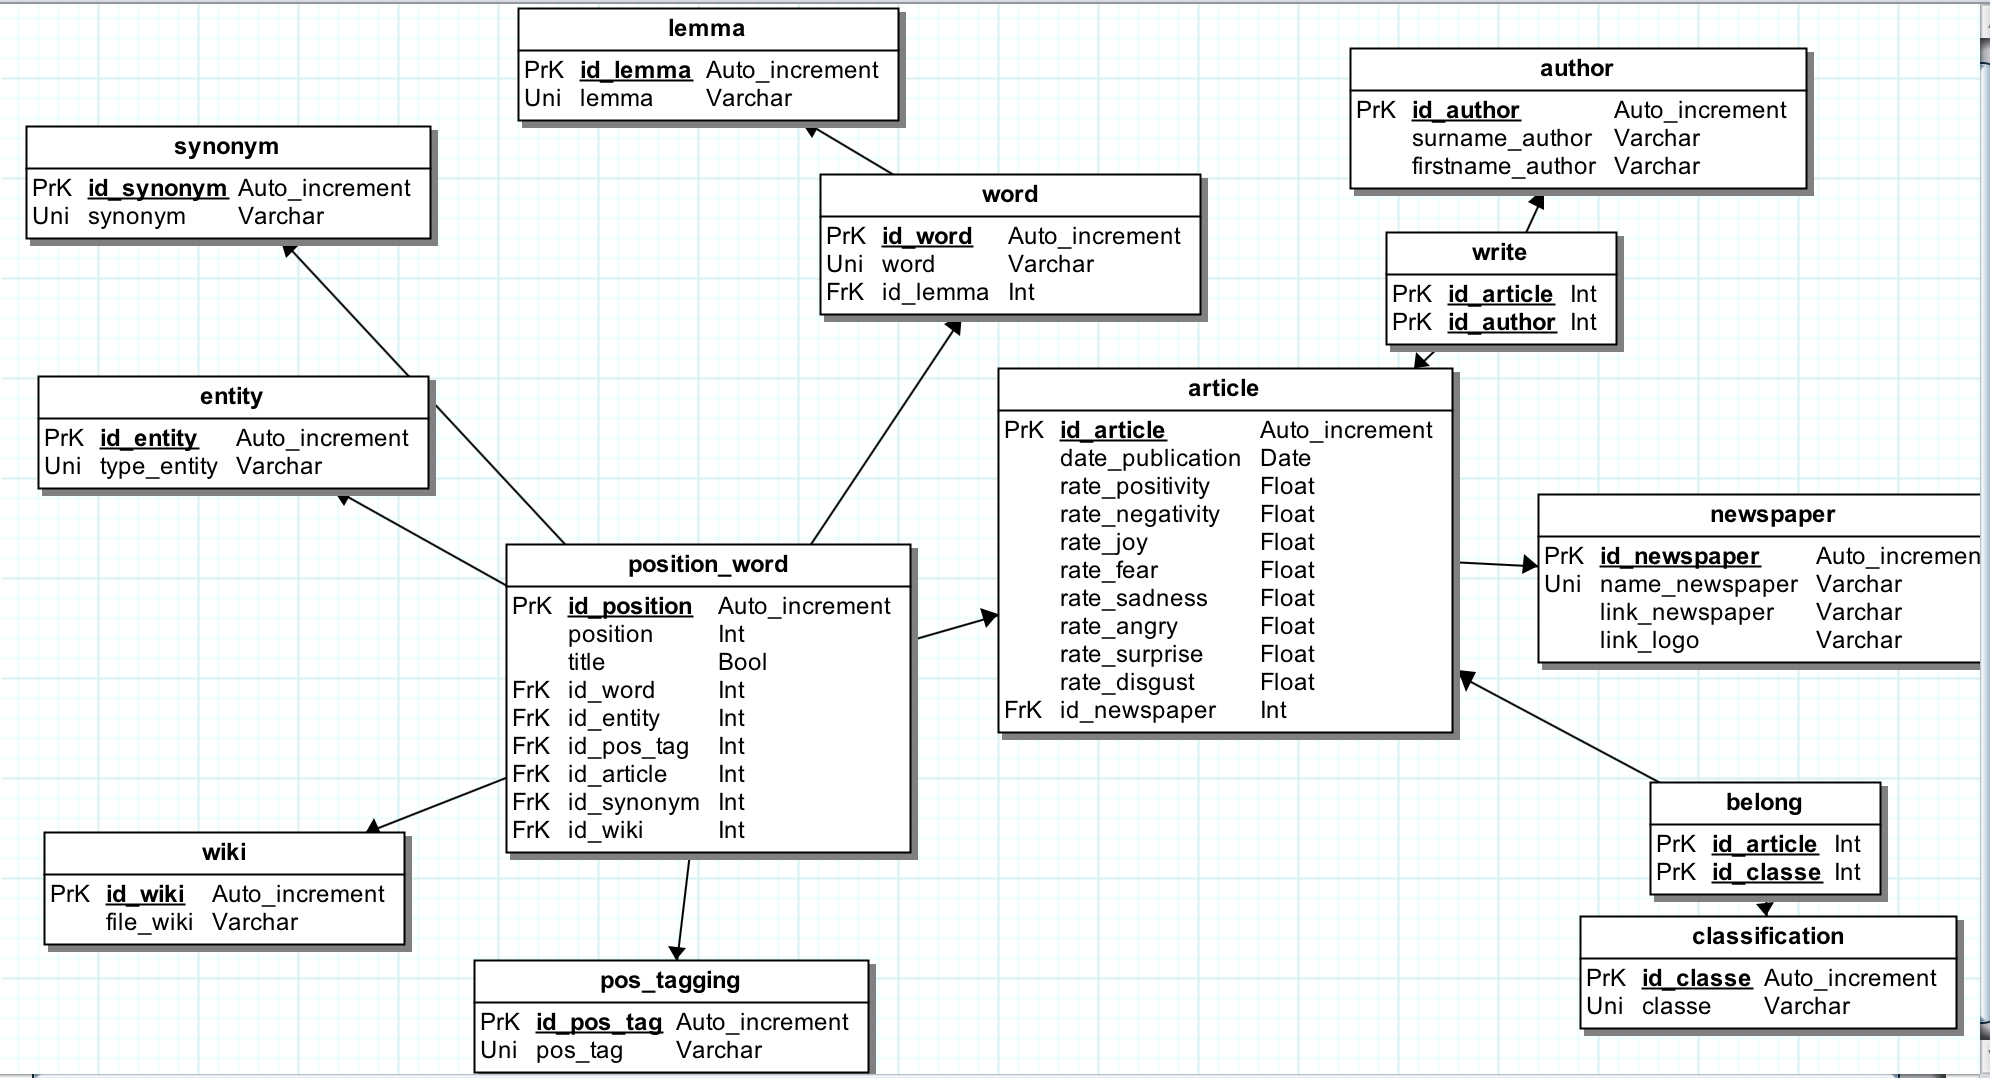 lemma
PrK id_lemma Auto_increment
Uni lemma Varchar
author
PrK id_author Auto_increment
surname_author Varchar
firstname_author Varchar
synonym
PrK id_synonym Auto_increment
Uni synonym Varchar
word
PrK id_word Auto_increment
Uni word Varchar
FrK id_lemma Int
write
PrK id_article Int
PrK id_author Int
entity
PrK id_entity Auto_increment
Uni type_entity Varchar
article
PrK id_article Auto_increment
date_publication Date
rate_positivity Float
rate_negativity Float
rate_joy Float
rate_fear Float
rate_sadness Float
rate_angry Float
rate_surprise Float
rate_disgust Float
FrK id_newspaper Int
newspaper
PrK id_newspaper Auto_incremen
Uni name_newspaper Varchar
link_newspaper Varchar
link_logo Varchar
position_word
PrK id_position Auto_increment
position Int
title Bool
FrK id_word Int
FrK id_entity Int
FrK id_pos_tag Int
FrK id_article Int
FrK id_synonym Int
FrK id_wiki Int
belong
PrK id_article Int
PrK id_classe Int
wiki
PrK id_wiki Auto_increment
file_wiki Varchar
classification
PrK id_classe Auto_increment
Uni classe Varchar
pos_tagging
PrK id_pos_tag Auto_increment
Uni pos_tag Varchar